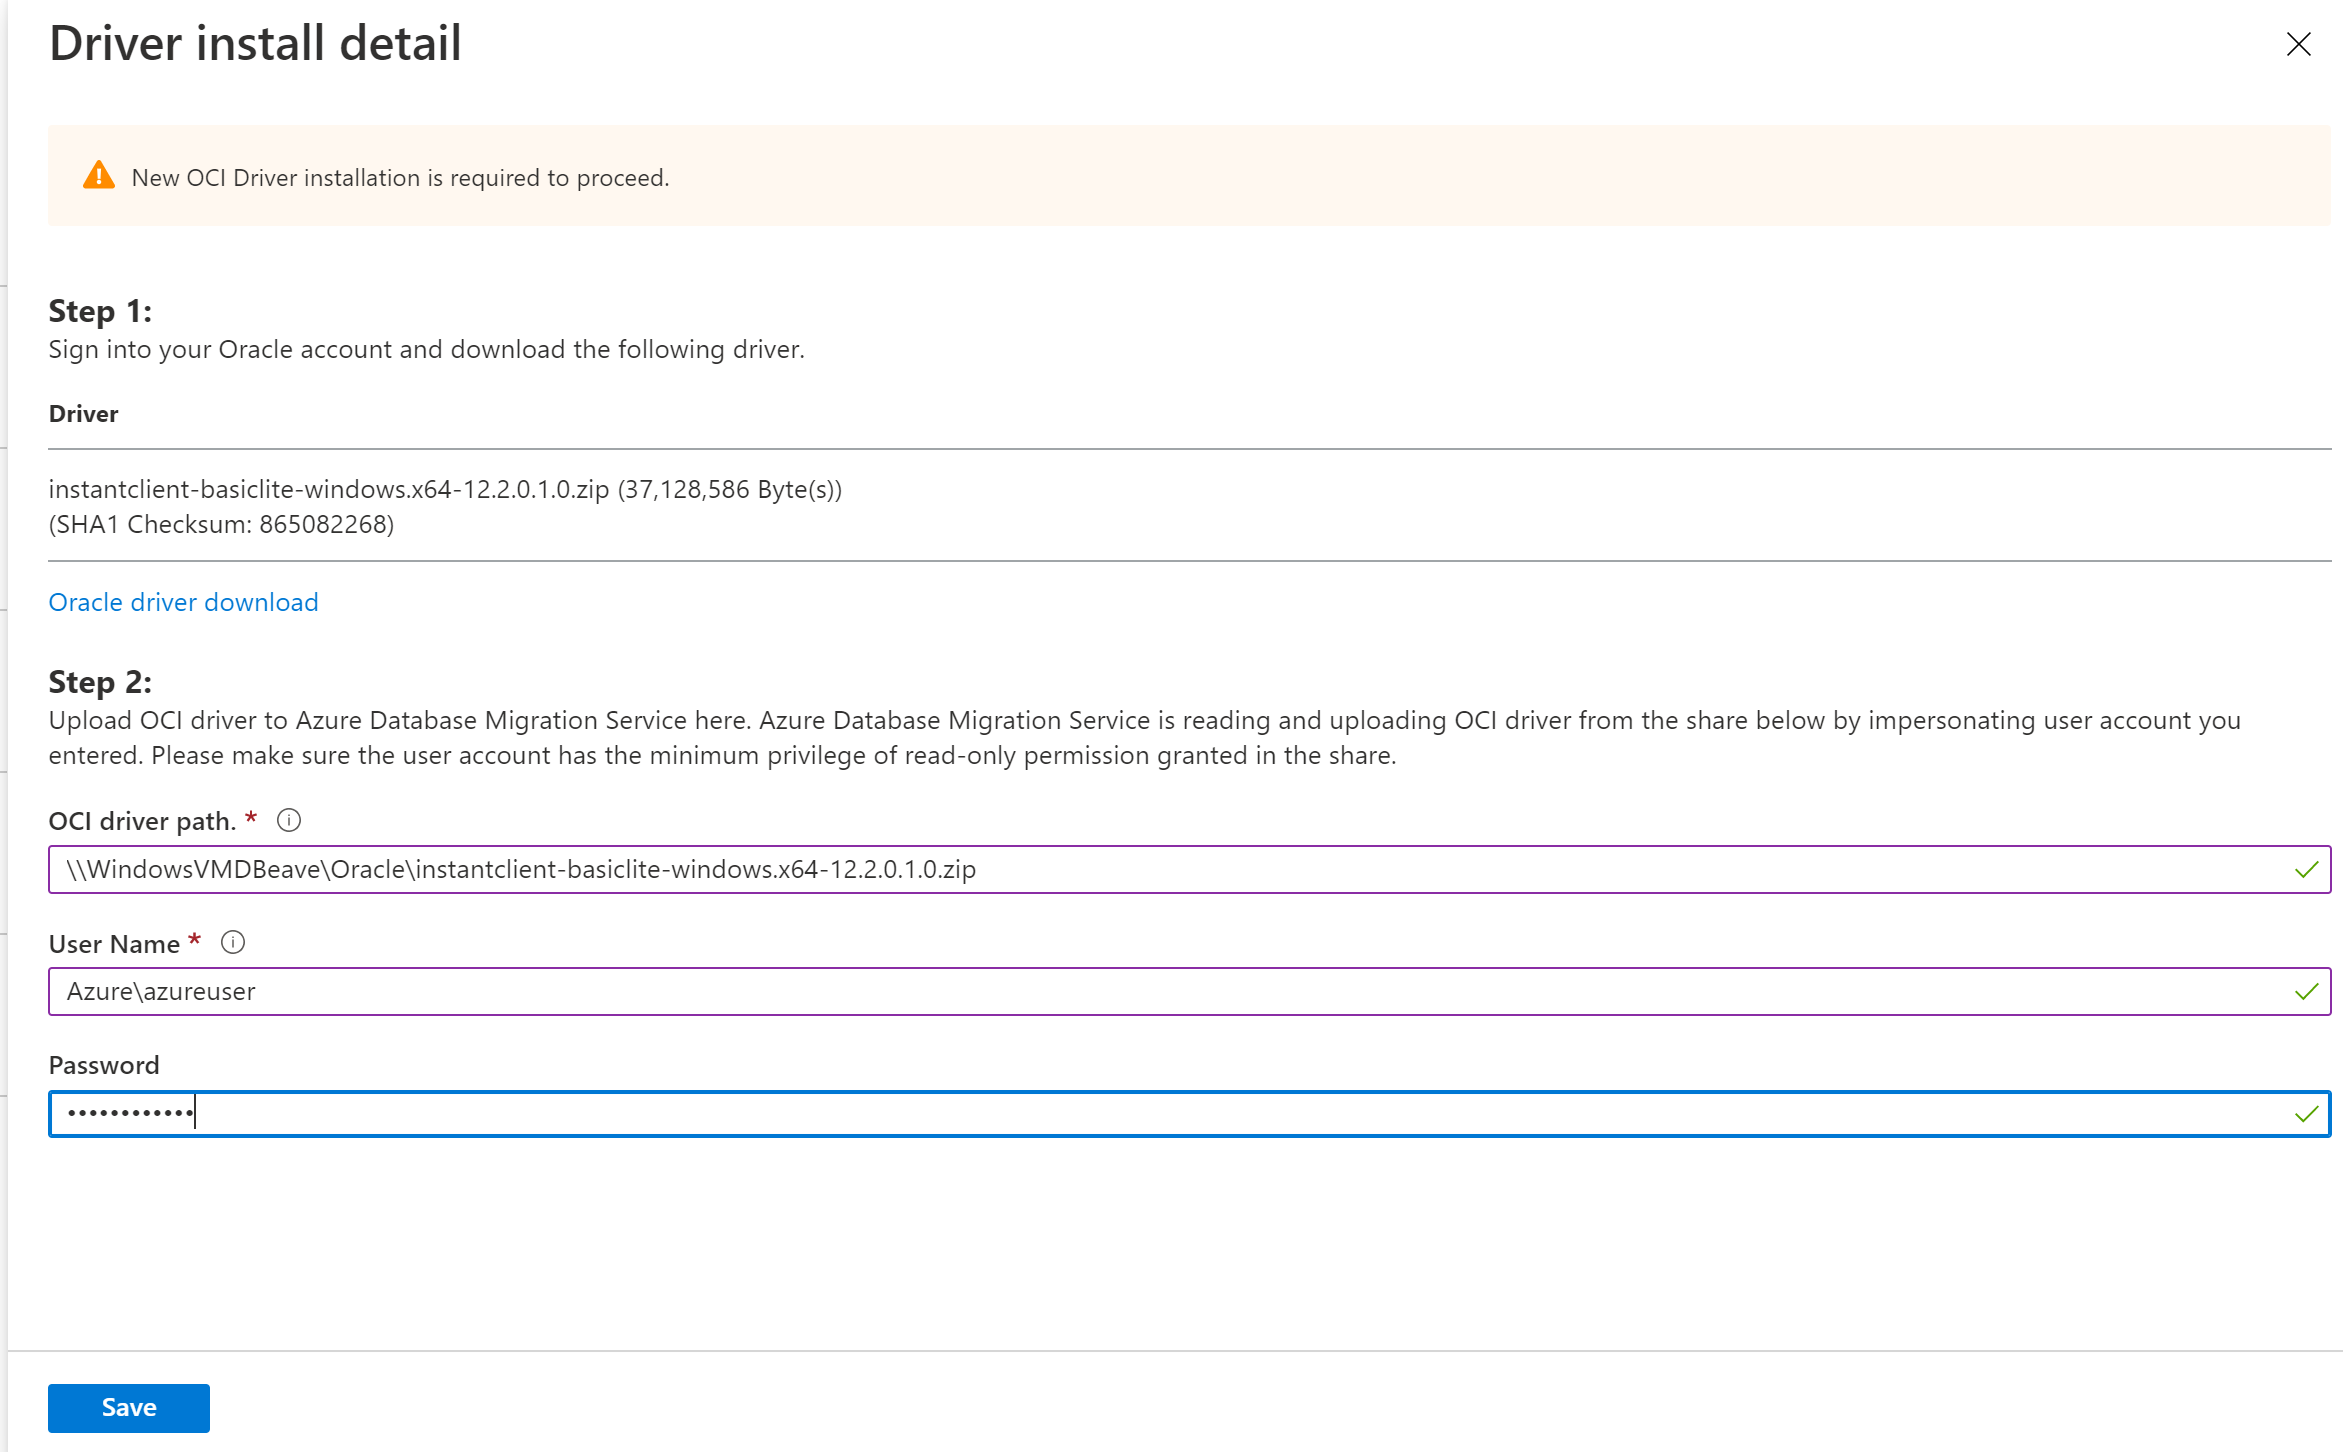 Driver install detail
New OCI Driver installation is required to proceed.
Step 1:
Sign into your Oracle account and download the following driver.
Driver
instantclient-basiclite-windows.x64-12.2.0.1.0.zip (37,128,586 Byte(s))
(SHA1 Checksum: 865082268)
Oracle driver download
Step 2:
Upload OCI driver to Azure Database Migration Service here. Azure Database Migration Service is reading and uploading OCI driver from the share below by impersonating user account you
entered. Please make sure the user account has the minimum privilege of read-only permission granted in the share.
OCI driver path. *
\\WindowsVMDBeave\Oracle\instantclient-basiclite-windows.x64-12.2.0.1.0.zip
User Name *
Azure\azureuser
Password
••••••••••••
Save